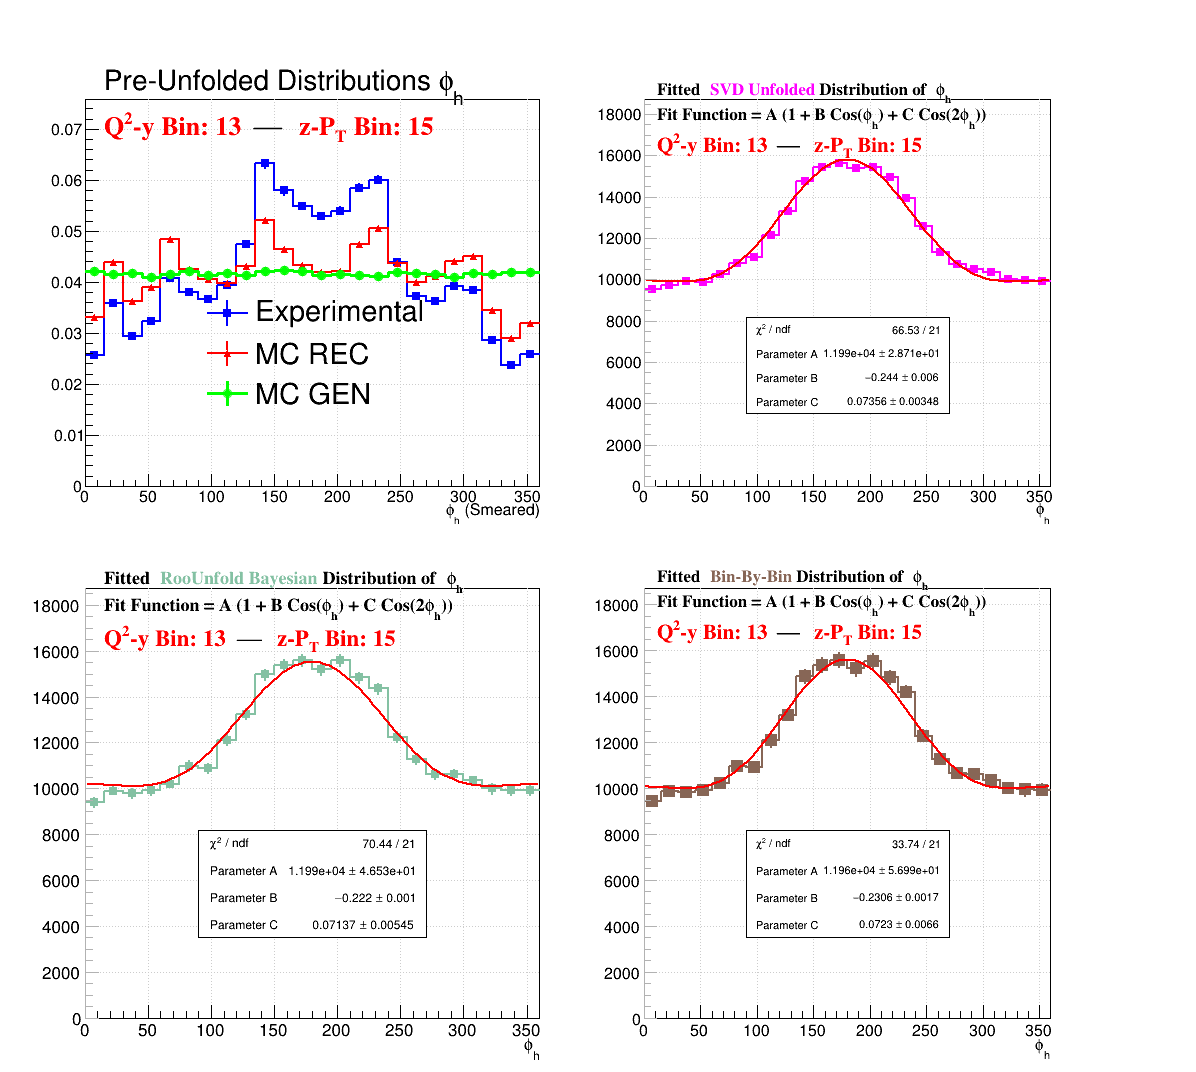 Pre-Unfolded Distributions ϕh
Q²-y Bin: 13 — z-PT Bin: 15
0.07
0.06
0.05
0.04
0.03
0.02
0.01
0
Experimental
MC REC
MC GEN
0 50 100 150 200 250 300 350
ϕh (Smeared)
Fitted SVD Unfolded Distribution of ϕh
Fit Function = A (1 + B Cos(ϕh) + C Cos(2ϕh))
Q²-y Bin: 13 — z-PT Bin: 15
18000
16000
14000
12000
10000
8000
6000
4000
2000
0
χ² / ndf 66.53 / 21
Parameter A 1.199e+04 ± 2.871e+01
Parameter B −0.244 ± 0.006
Parameter C 0.07356 ± 0.00348
0 50 100 150 200 250 300 350
ϕh
Fitted RooUnfold Bayesian Distribution of ϕh
Fit Function = A (1 + B Cos(ϕh) + C Cos(2ϕh))
Q²-y Bin: 13 — z-PT Bin: 15
18000
16000
14000
12000
10000
8000
6000
4000
2000
0
χ² / ndf 70.44 / 21
Parameter A 1.199e+04 ± 4.653e+01
Parameter B −0.222 ± 0.001
Parameter C 0.07137 ± 0.00545
0 50 100 150 200 250 300 350
ϕh
Fitted Bin-By-Bin Distribution of ϕh
Fit Function = A (1 + B Cos(ϕh) + C Cos(2ϕh))
Q²-y Bin: 13 — z-PT Bin: 15
18000
16000
14000
12000
10000
8000
6000
4000
2000
0
χ² / ndf 33.74 / 21
Parameter A 1.196e+04 ± 5.699e+01
Parameter B −0.2306 ± 0.0017
Parameter C 0.0723 ± 0.0066
0 50 100 150 200 250 300 350
ϕh